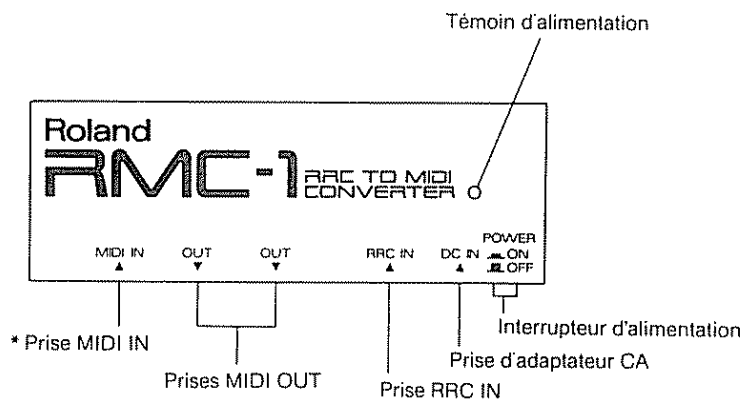 Témoin d'alimentation
Roland
RMC-1 RRC TO MIDI
CONVERTER
POWER
ON
OFF
MIDI IN
OUT
OUT
RRC IN
DC IN
* Prise MIDI IN
Prises MIDI OUT
Prise RRC IN
Prise d'adaptateur CA
Interrupteur d'alimentation